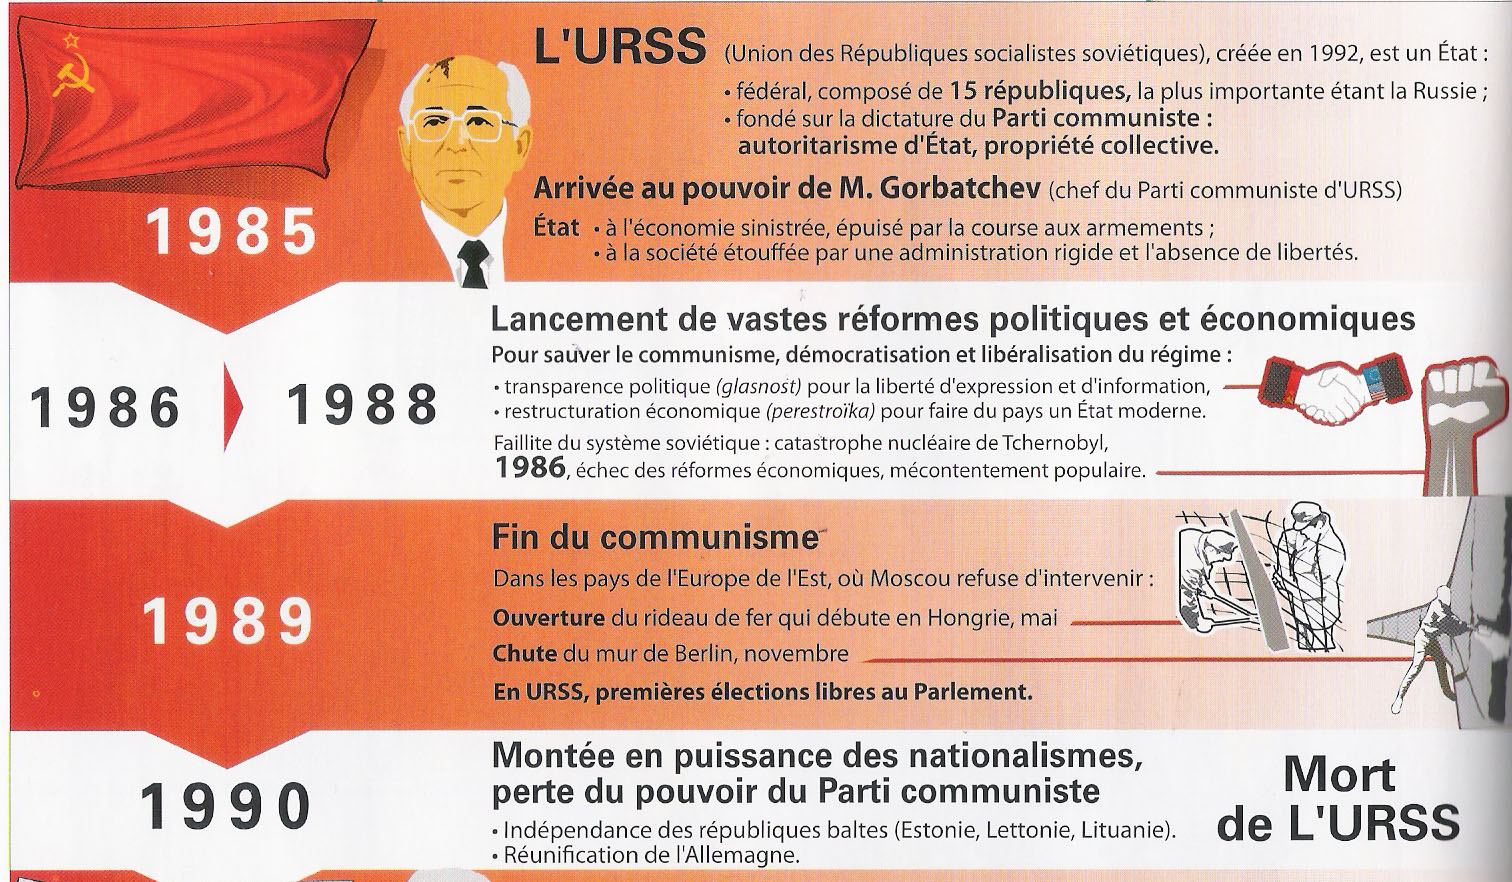 L'URSS (Union des Républiques socialistes soviétiques), créée en 1992, est un État :
• fédéral, composé de 15 républiques, la plus importante étant la Russie ;
• fondé sur la dictature du Parti communiste :
autoritarisme d'État, propriété collective.
1985
Arrivée au pouvoir de M. Gorbatchev (chef du Parti communiste d'URSS)
État • à l'économie sinistrée, épuisé par la course aux armements ;
• à la société étouffée par une administration rigide et l'absence de libertés.
1986 1988
Lancement de vastes réformes politiques et économiques
Pour sauver le communisme, démocratisation et libéralisation du régime :
• transparence politique (glasnost) pour la liberté d'expression et d'information,
• restructuration économique (perestroïka) pour faire du pays un État moderne.
Faillite du système soviétique : catastrophe nucléaire de Tchernobyl,
1986, échec des réformes économiques, mécontentement populaire.
1989
Fin du communisme
Dans les pays de l'Europe de l'Est, où Moscou refuse d'intervenir :
Ouverture du rideau de fer qui débute en Hongrie, mai
Chute du mur de Berlin, novembre
En URSS, premières élections libres au Parlement.
1990
Montée en puissance des nationalismes,
perte du pouvoir du Parti communiste
• Indépendance des républiques baltes (Estonie, Lettonie, Lituanie).
• Réunification de l'Allemagne.
Mort
de L'URSS